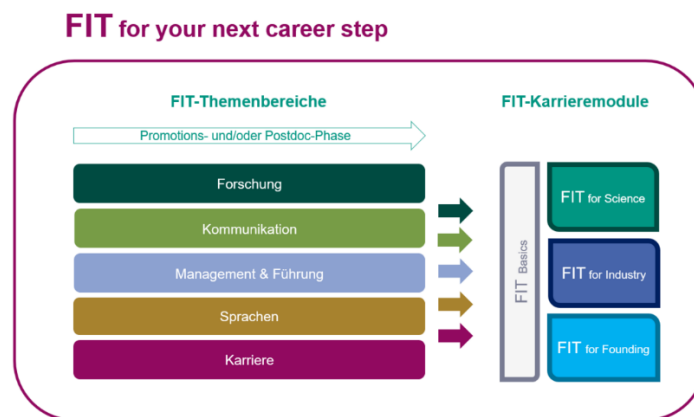 FIT for your next career step
FIT-Themenbereiche
Promotions- und/oder Postdoc-Phase
Forschung
Kommunikation
Management & Führung
Sprachen
Karriere
FIT-Karrieremodule
FIT Basics
FIT for Science
FIT for Industry
FIT for Founding